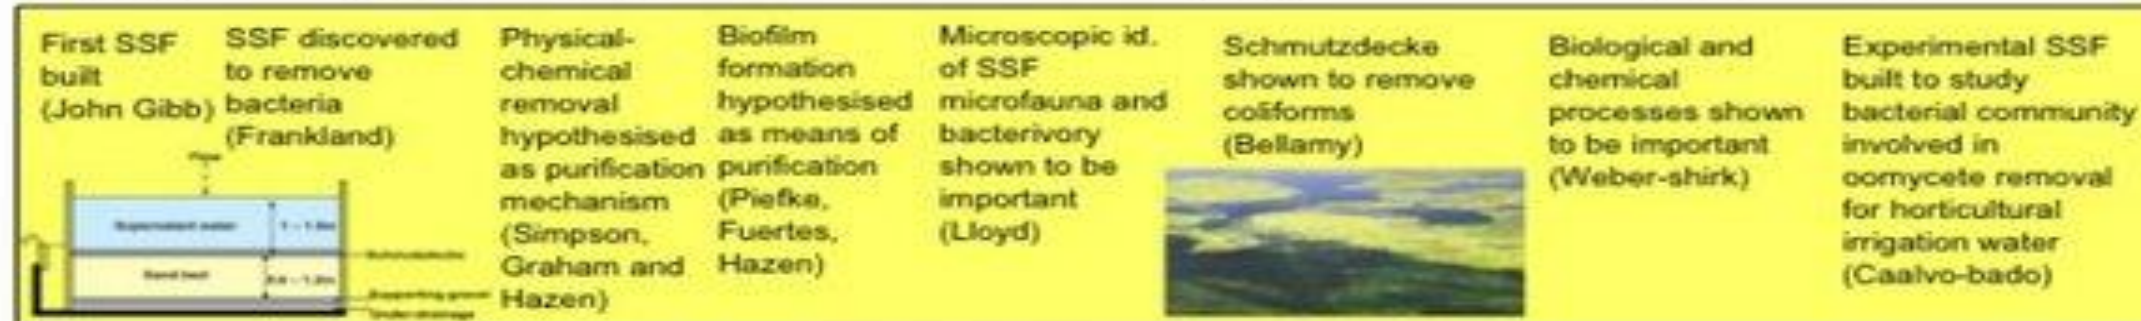 First SSF
built
(John Gibb)
SSF discovered
to remove
bacteria
(Frankland)
Physical-
chemical
removal
hypothesised
as purification
mechanism
(Simpson,
Graham and
Hazen)
Biofilm
formation
hypothesised
as means of
purification
(Piefke,
Fuertes,
Hazen)
Microscopic id.
of SSF
microfauna and
bacterivory
shown to be
important
(Lloyd)
Schmutzdecke
shown to remove
coliforms
(Bellamy)
Biological and
chemical
processes shown
to be important
(Weber-shirk)
Experimental SSF
built to study
bacterial community
involved in
oomycete removal
for horticultural
irrigation water
(Caalvo-bado)
Supernatant water
Schmutzdecke
Sand bed
Supporting gravel
Under-drainage